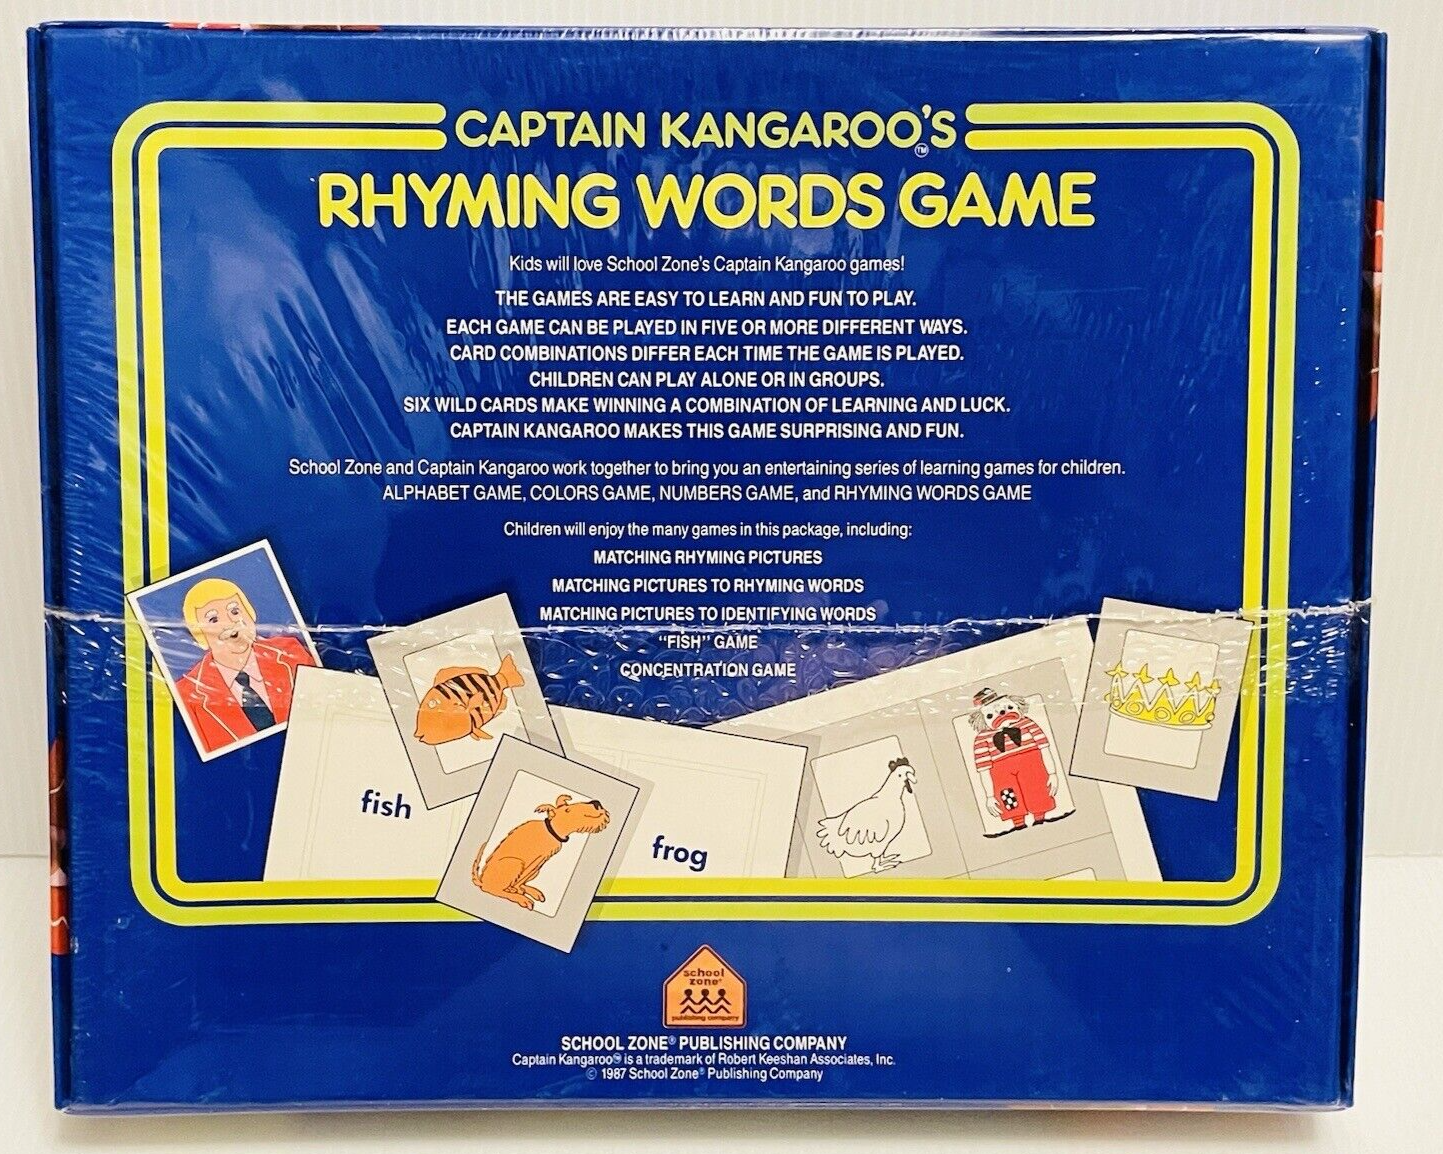 CAPTAIN KANGAROO'S™
RHYMING WORDS GAME
Kids will love School Zone's Captain Kangaroo games!
THE GAMES ARE EASY TO LEARN AND FUN TO PLAY.
EACH GAME CAN BE PLAYED IN FIVE OR MORE DIFFERENT WAYS.
CARD COMBINATIONS DIFFER EACH TIME THE GAME IS PLAYED.
CHILDREN CAN PLAY ALONE OR IN GROUPS.
SIX WILD CARDS MAKE WINNING A COMBINATION OF LEARNING AND LUCK.
CAPTAIN KANGAROO MAKES THIS GAME SURPRISING AND FUN.
School Zone and Captain Kangaroo work together to bring you an entertaining series of learning games for children.
ALPHABET GAME, COLORS GAME, NUMBERS GAME, and RHYMING WORDS GAME
Children will enjoy the many games in this package, including:
MATCHING RHYMING PICTURES
MATCHING PICTURES TO RHYMING WORDS
MATCHING PICTURES TO IDENTIFYING WORDS
"FISH" GAME
CONCENTRATION GAME
fish
frog
school
zone®
publishing company
SCHOOL ZONE® PUBLISHING COMPANY
Captain Kangaroo™ is a trademark of Robert Keeshan Associates, Inc.
© 1987 School Zone® Publishing Company